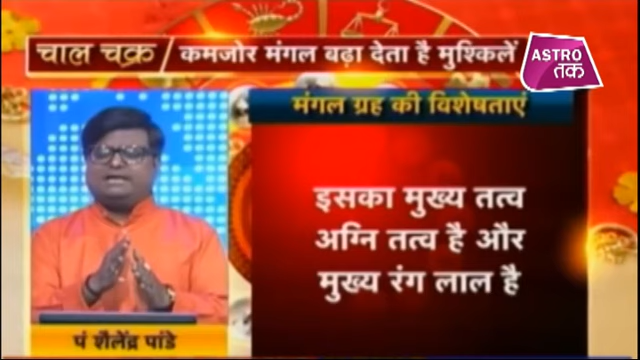 चाल चक्र / कमजोर मंगल बढ़ा देता है मुश्किलें
ASTRO
तक
मंगल ग्रह की विशेषताएं
इसका मुख्य तत्व
अग्नि तत्व है और
मुख्य रंग लाल है
पं शैलेंद्र पांडे